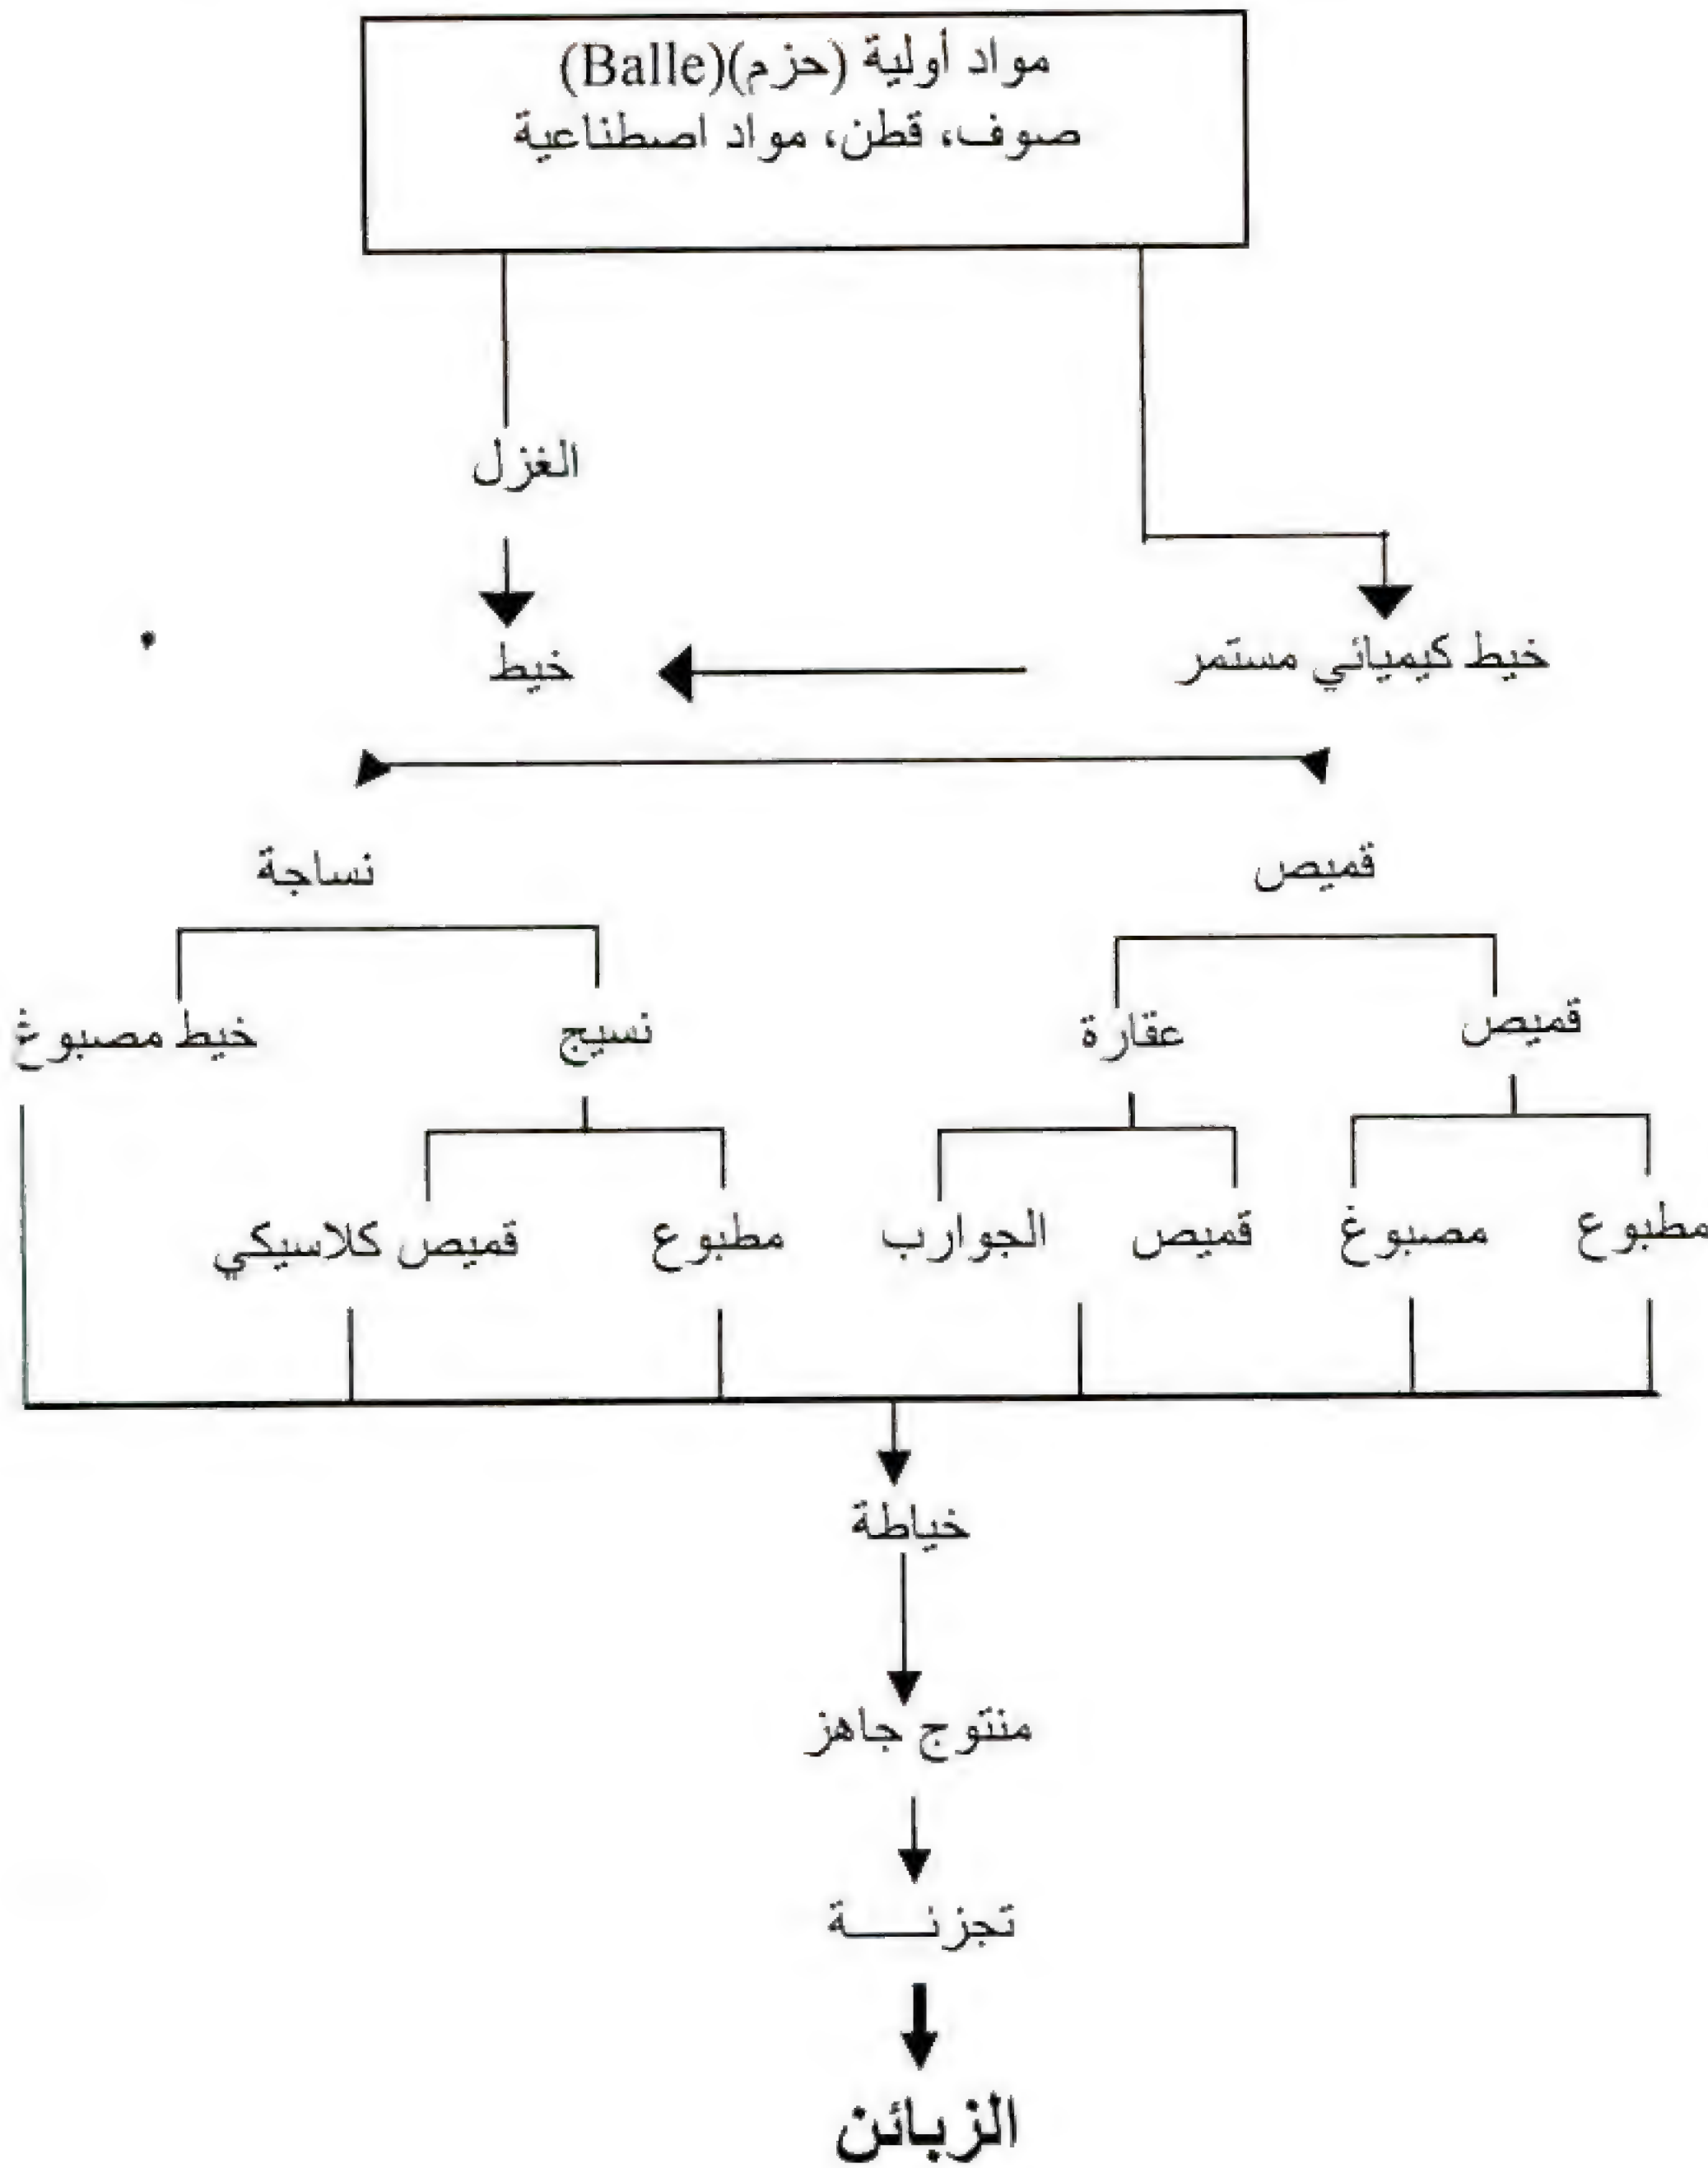 مواد أولية (حزم)(Balle)
صوف، قطن، مواد اصطناعية
الغزل
خيط كيميائي مستمر
خيط
قميص
نساجة
قميص
عقارة
نسيج
خيط مصبوغ
مطبوع
مصبوغ
قميص
الجوارب
مطبوع
قميص كلاسيكي
خياطة
منتوج جاهز
تجزئـــة
الزبائن